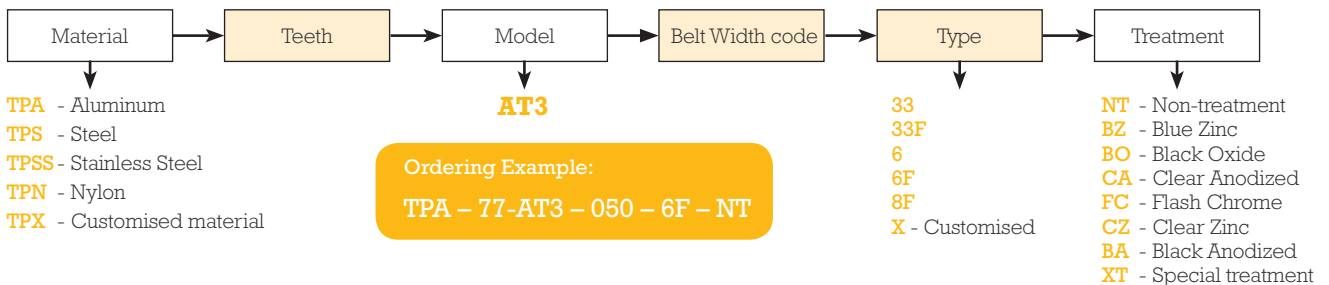 Material Teeth Model Belt Width code Type Treatment
TPA - Aluminum
TPS - Steel
TPSS - Stainless Steel
TPN - Nylon
TPX - Customised material
AT3
Ordering Example:
TPA – 77-AT3 – 050 – 6F – NT
33
33F
6
6F
8F
X - Customised
NT - Non-treatment
BZ - Blue Zinc
BO - Black Oxide
CA - Clear Anodized
FC - Flash Chrome
CZ - Clear Zinc
BA - Black Anodized
XT - Special treatment